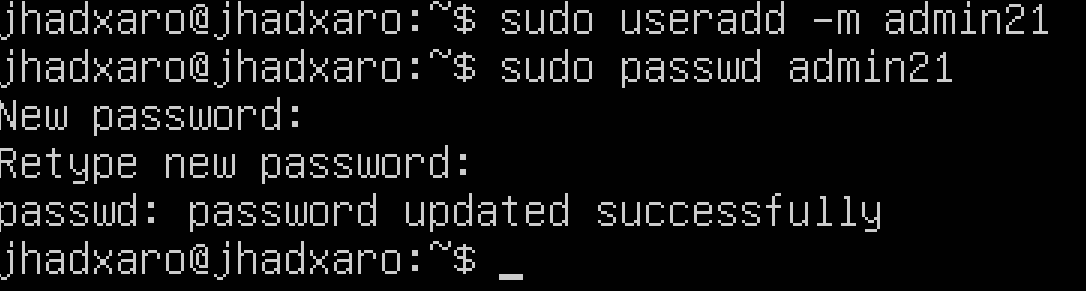 jhadxaro@jhadxaro:~$ sudo useradd -m admin21
jhadxaro@jhadxaro:~$ sudo passwd admin21
New password:
Retype new password:
passwd: password updated successfully
jhadxaro@jhadxaro:~$ _